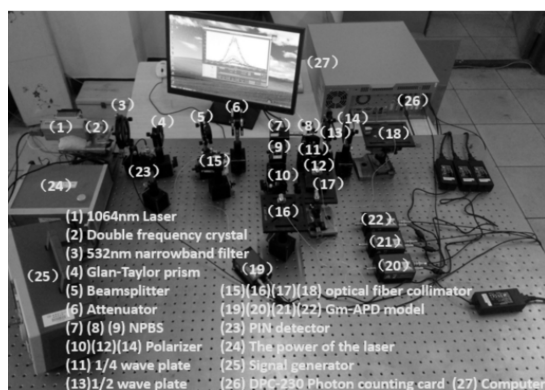 (27)
(26)
(6)
(3)
(5)
(14)
(4)
(7) (8)
(1) (2)
(13)
(18)
(9) (11)
(15)
(12)
(23)
(10) (17)
(24)
(16)
(22)
(1) 1064nm Laser
(2) Double frequency crystal
(21)
(3) 532nm narrowband filter
(20)
(25)
(19)
(4) Glan-Taylor prism
(5) Beamsplitter (15)(16)(17)(18) optical fiber collimator
(6) Attenuator (19)(20)(21)(22) Gm-APD model
(7) (8) (9) NPBS (23) PIN detector
(10)(12)(14) Polarizer (24) The power of the laser
(11) 1/4 wave plate (25) Signal generator
(13)1/2 wave plate (26) DPC-230 Photon counting card (27) Computer